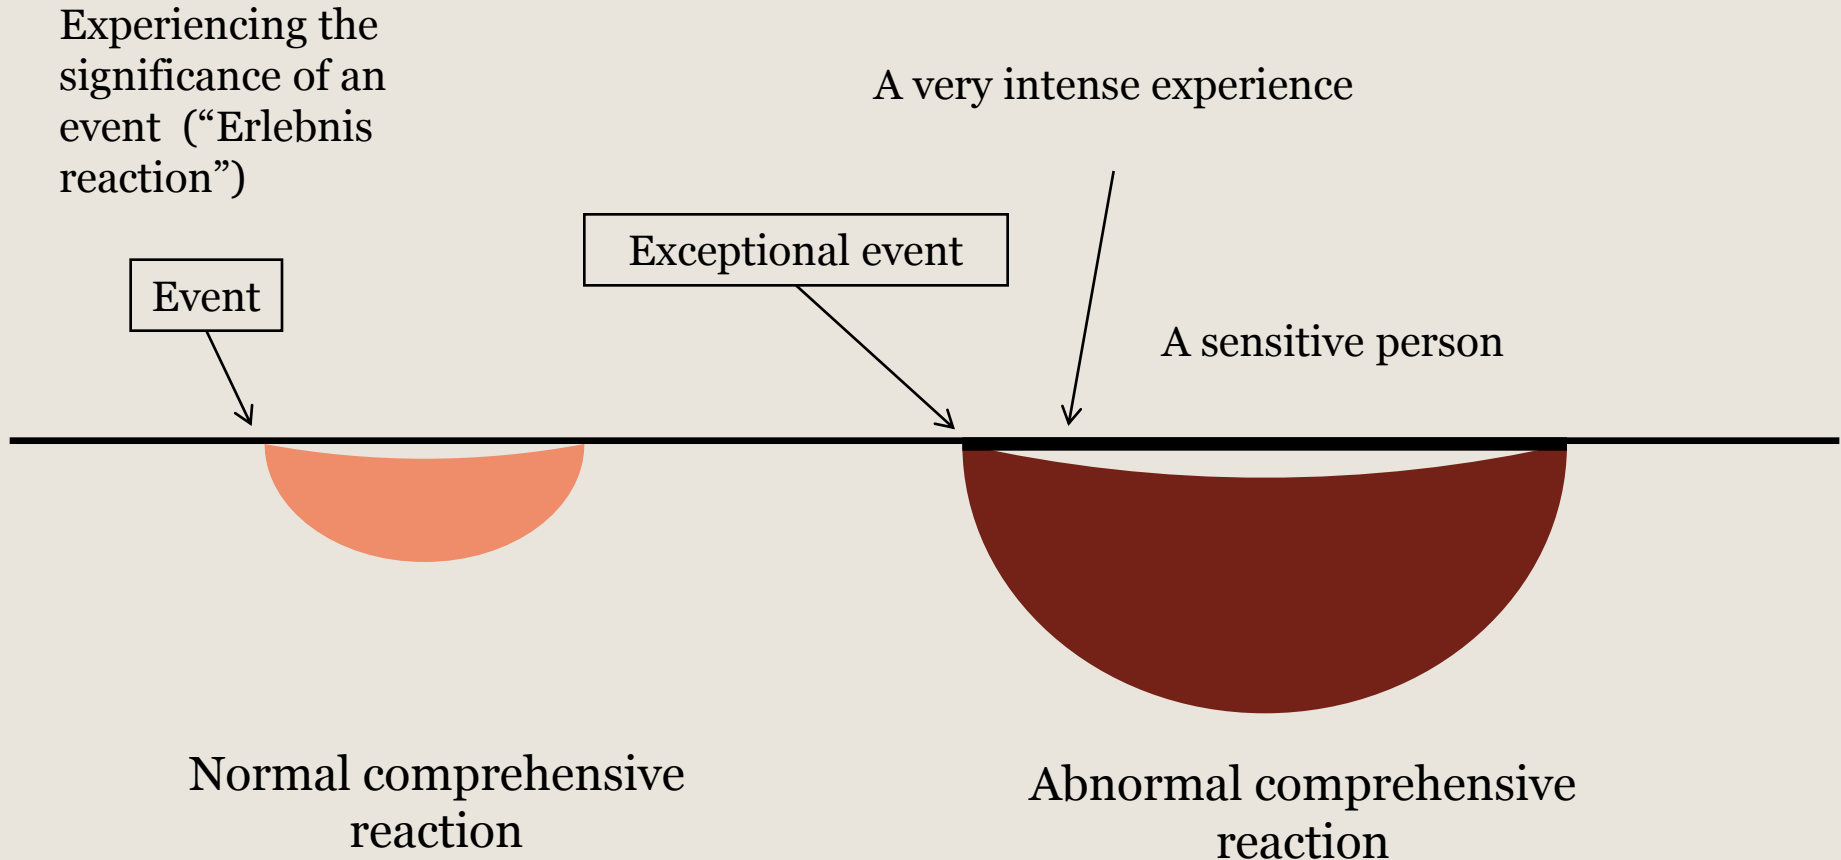 Experiencing the
significance of an
event (“Erlebnis
reaction”)
A very intense experience
Exceptional event
Event
A sensitive person
Normal comprehensive
reaction
Abnormal comprehensive
reaction